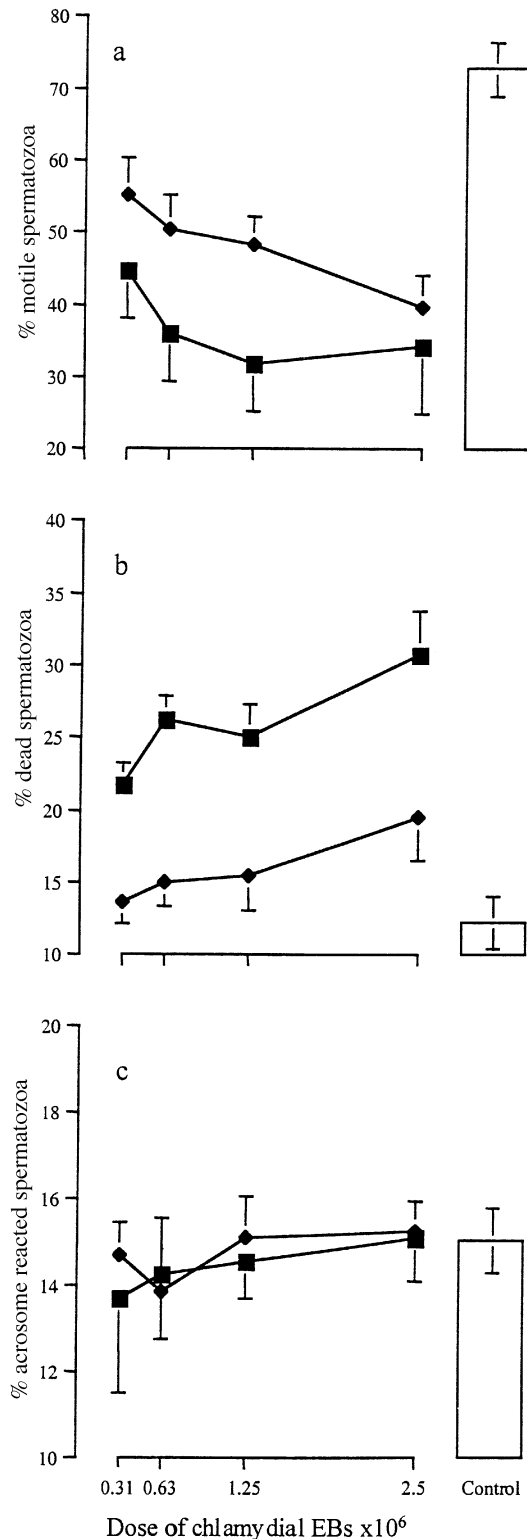 80
a
70
60
50
40
30
20
% motile spermatozoa
40
b
35
30
25
20
15
10
% dead spermatozoa
20
c
18
16
14
12
10
% acrosome reacted spermatozoa
0.31 0.63 1.25 2.5 Control
Dose of chlamydial EBs x10⁶